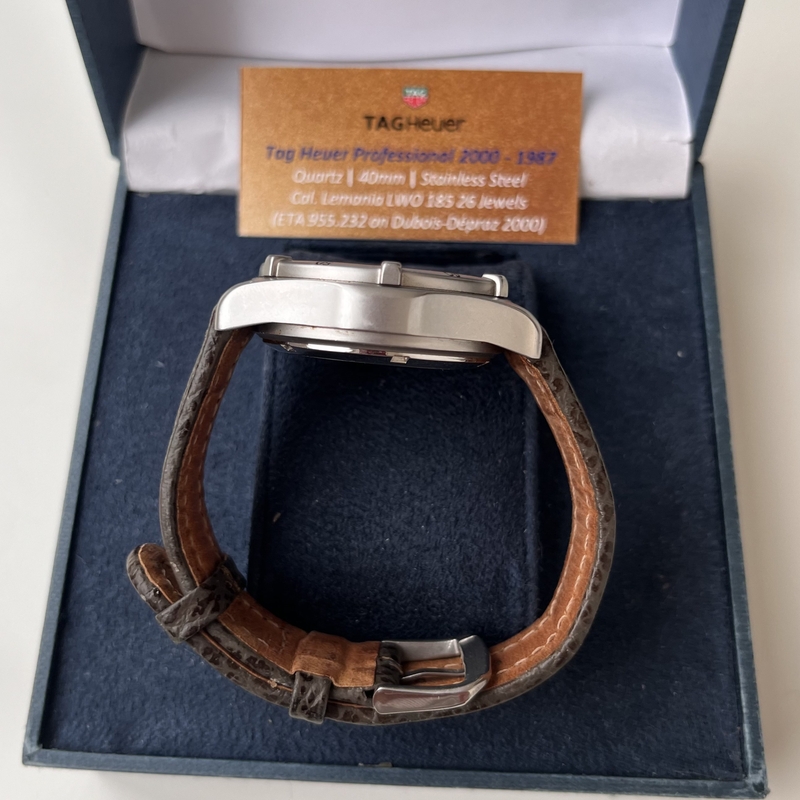 TAG
TAGHeuer
Tag Heuer Professional 2000 - 1987
Quartz | 40mm | Stainless Steel
Cal. Lemania LWO 185 26 Jewels
(ETA 955.232 on Dubois-Dépraz 2000)